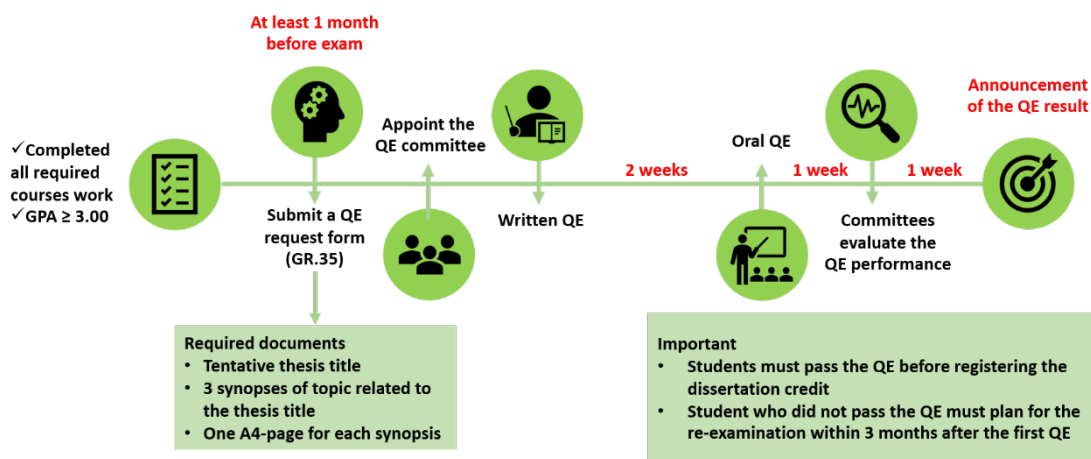 At least 1 month
before exam
Announcement
of the QE result
Appoint the
QE committee
Oral QE
✓Completed
all required
courses work
✓GPA ≥ 3.00
2 weeks
1 week
1 week
Submit a QE
request form
(GR.35)
Written QE
Committees
evaluate the
QE performance
Required documents
• Tentative thesis title
• 3 synopses of topic related to
the thesis title
• One A4-page for each synopsis
Important
• Students must pass the QE before registering the
dissertation credit
• Student who did not pass the QE must plan for the
re-examination within 3 months after the first QE